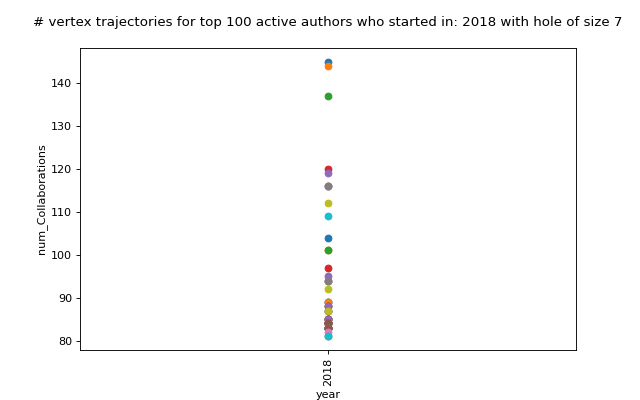 # vertex trajectories for top 100 active authors who started in: 2018 with hole of size 7
140
130
120
110
100
90
80
num_Collaborations
2018
year